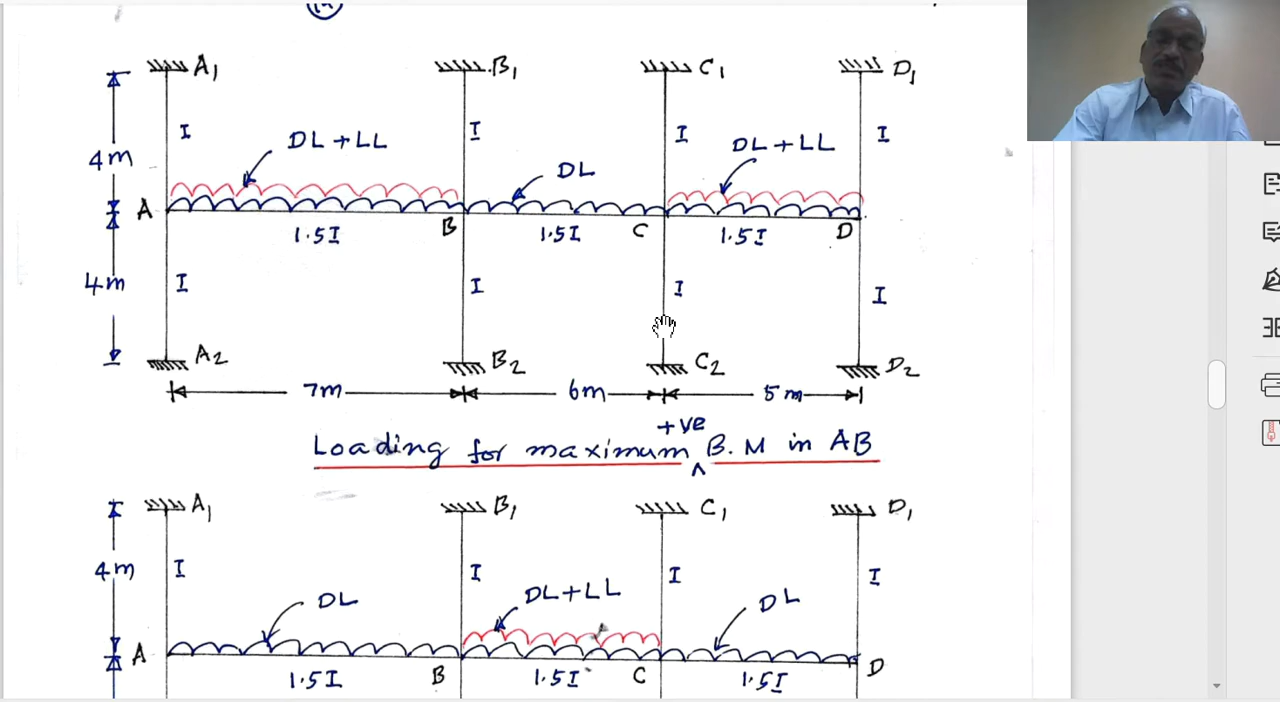 A1 B1 C1 D1
I I I I
4m DL+LL DL DL+LL
A B C D
1.5I 1.5I 1.5I
4m I I I I
A2 B2 C2 D2
7m 6m 5m
+ve
Loading for maximum ^ B.M in AB
A1 B1 C1 D1
4m I I I I
DL DL+LL DL
A B C D
1.5I 1.5I 1.5I